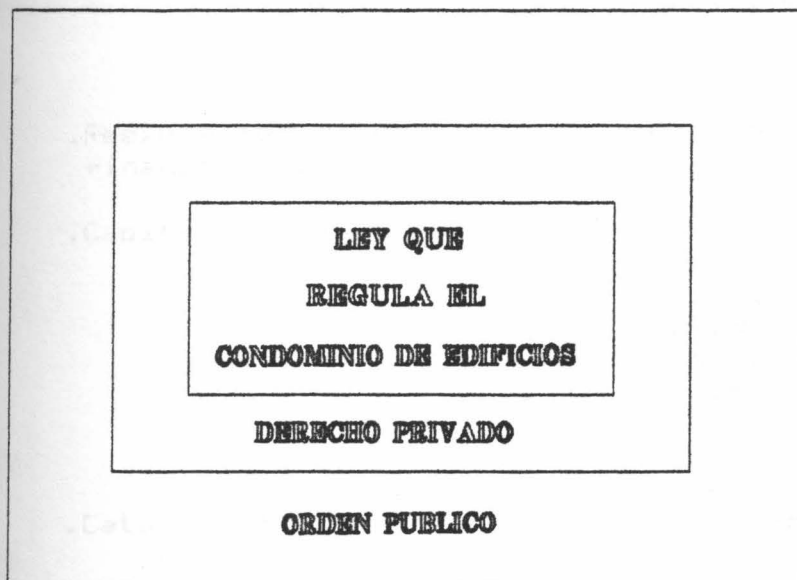 LEY QUE
REGULA EL
CONDOMINIO DE EDIFICIOS
DERECHO PRIVADO
ORDEN PUBLICO